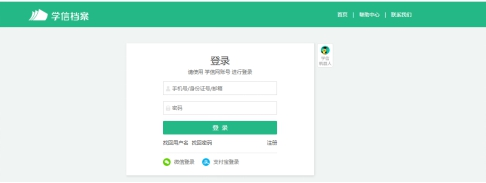 学信档案
首页 | 帮助中心 | 联系我们
登录
请使用 学信网账号 进行登录
手机号/身份证号/邮箱
密码
登 录
找回用户名 找回密码 注册
微信登录 支付宝登录
机器人